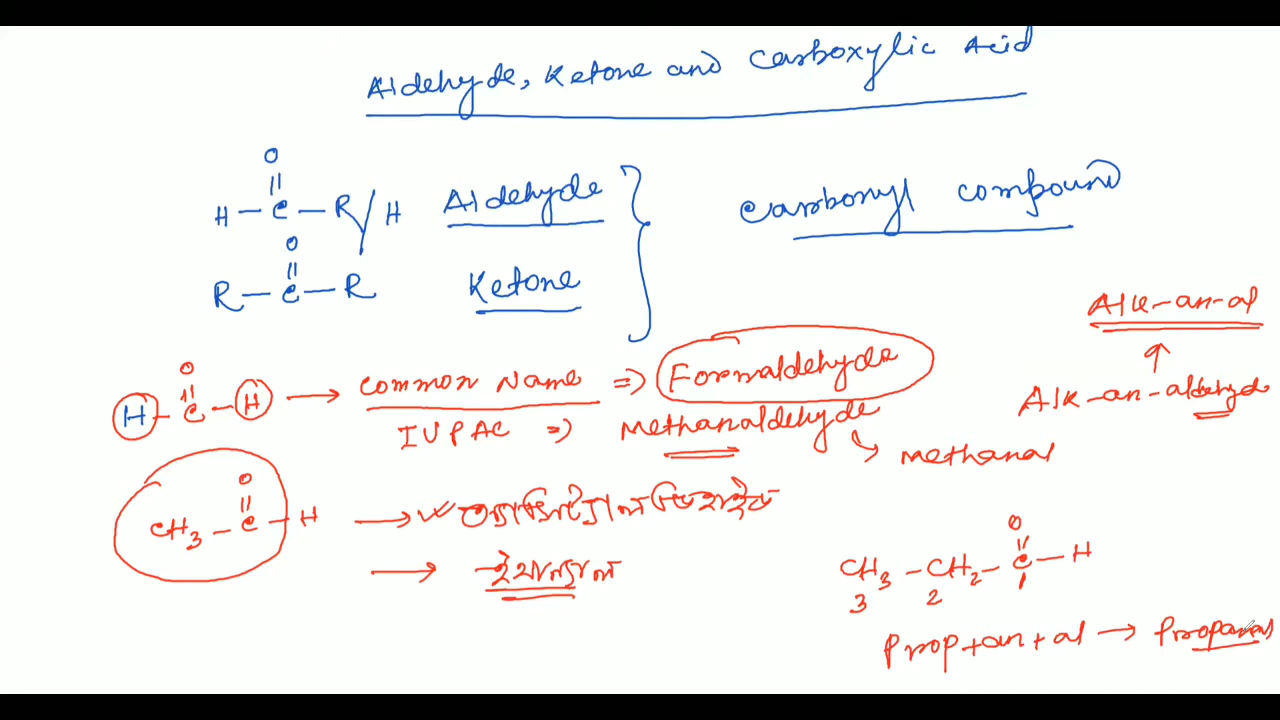 Aldehyde, Ketone and Carboxylic Acid
O
||
H — C — R / H Aldehyde
O
||
R — C — R Ketone
Carbonyl compound
Alk-an-al
↑
Alk-an-aldehyde
O
||
H — C — H → Common Name ⇒ Formaldehyde
IUPAC ⇒ Methanaldehyde
↘ Methanal
O
||
CH3 — C — H →
→ ইথান্যাল
O
||
CH3 — CH2 — C — H
3 2 1
Prop + an + al → Propanal